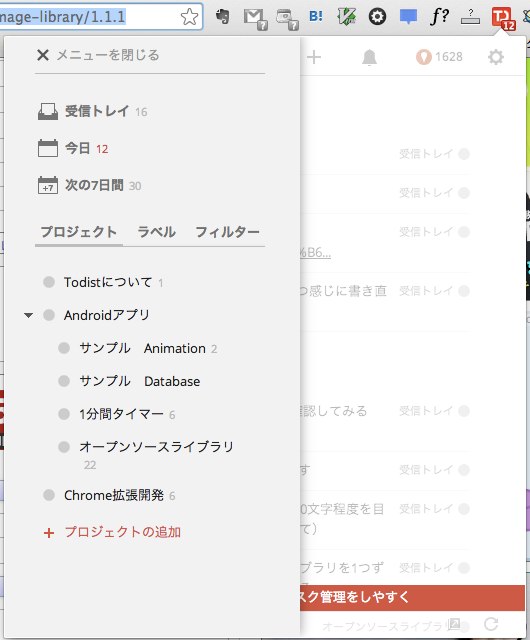 mage-library/1.1.1
B!
f?
12
メニューを閉じる
1628
受信トレイ 16
今日 12
+7 次の7日間 30
プロジェクト ラベル フィルター
Todistについて 1
Androidアプリ
サンプル Animation 2
サンプル Database
1分間タイマー 6
オープンソースライブラリ
22
Chrome拡張開発 6
+ プロジェクトの追加
受信トレイ
受信トレイ
受信トレイ
%B6...
つ感じに書き直 受信トレイ
確認してみる 受信トレイ
す 受信トレイ
0文字程度を目 受信トレイ
て）
ブラリを1つず 受信トレイ
スク管理をしやすく
オープンソースライブラリ